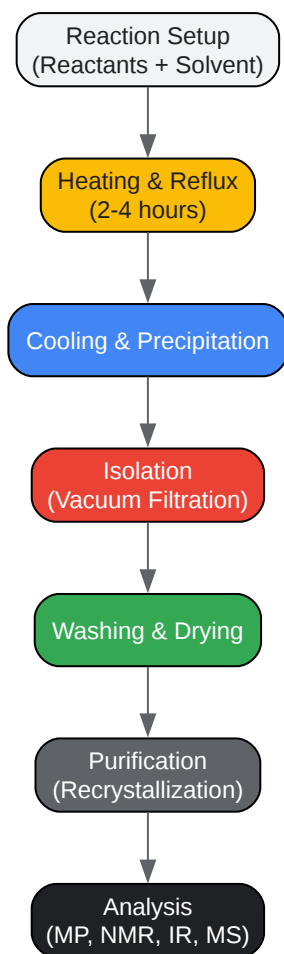 Reaction Setup
(Reactants + Solvent)
Heating & Reflux
(2-4 hours)
Cooling & Precipitation
Isolation
(Vacuum Filtration)
Washing & Drying
Purification
(Recrystallization)
Analysis
(MP, NMR, IR, MS)